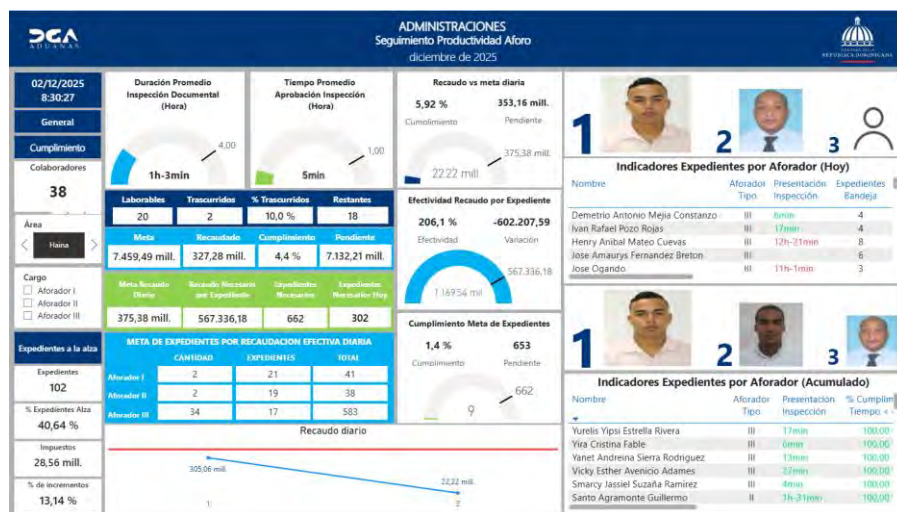 DGA
ADUANAS
ADMINISTRACIONES
Seguimiento Productividad Aforo
diciembre de 2025
REPÚBLICA DOMINICANA
02/12/2025
8:30:27
General
Cumplimiento
Colaboradores
38
Área
Haina
Cargo
Aforador I
Aforador II
Aforador III
Expedientes a la alza
Expedientes
102
% Expedientes Alza
40,64 %
Impuestos
28,56 mill.
% de incrementos
13,14 %
Duración Promedio
Inspección Documental
(Hora)
4,00
1h-3min
Tiempo Promedio
Aprobación Inspección
(Hora)
1,00
5min
Laborables Trascurridos % Trascurridos Restantes
20 2 10,0 % 18
Meta Recaudado Cumplimiento Pendiente
7.459,49 mill. 327,28 mill. 4,4 % 7.132,21 mill.
Meta Recaudo Diario Recaudo Necesario por Expediente Expedientes Necesarios Expedientes Necesarios Hoy
375,38 mill. 567.336,18 662 302
META DE EXPEDIENTES POR RECAUDACION EFECTIVA DIARIA
CANTIDAD EXPEDIENTES TOTAL
Aforador I 2 21 41
Aforador II 2 19 38
Aforador III 34 17 583
Recaudo vs meta diaria
5,92 % 353,16 mill.
Cumplimiento Pendiente
375,38 mill.
22,22 mill.
Efectividad Recaudo por Expediente
206,1 % -602.207,59
Efectividad Variación
567.336,18
1.169,54 mil
Cumplimiento Meta de Expedientes
1,4 % 653
Cumplimiento Pendiente
662
9
Recaudo diario
305,06 mill.
22,22 mill.
1 2
1 2 3
Indicadores Expedientes por Aforador (Hoy)
Nombre Aforador Tipo Presentación Inspección Expedientes Bandeja
Demetrio Antonio Mejia Constanzo III 6min 4
Ivan Rafael Pozo Rojas III 17min 4
Henry Anibal Mateo Cuevas III 12h-21min 8
Jose Amaurys Fernandez Breton III 6
Jose Ogando III 11h-1min 3
1 2 3
Indicadores Expedientes por Aforador (Acumulado)
Nombre Aforador Tipo Presentación Inspección % Cumplim Tiempo <
Yurelis Yipsi Estrella Rivera III 17min 100,00
Yira Cristina Fable III 6min 100,00
Yanet Andreina Sierra Rodriguez III 13min 100,00
Vicky Esther Avenicio Adames III 27min 100,00
Smarcy Jassiel Suzaña Ramirez III 4min 100,00
Santo Agramonte Guillermo II 1h-31min 100,00